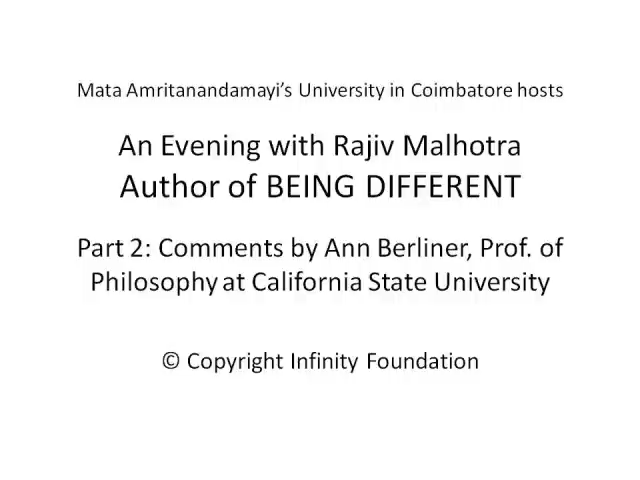 Mata Amritanandamayi’s University in Coimbatore hosts
An Evening with Rajiv Malhotra
Author of BEING DIFFERENT
Part 2: Comments by Ann Berliner, Prof. of
Philosophy at California State University
© Copyright Infinity Foundation